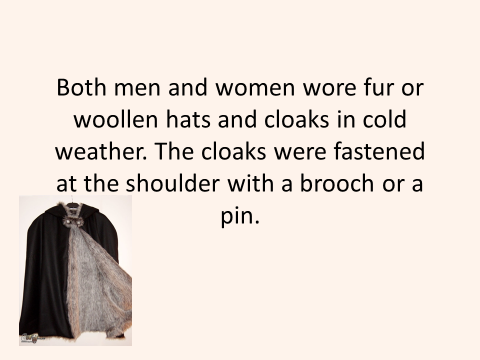 Both men and women wore fur or
woollen hats and cloaks in cold
weather. The cloaks were fastened
at the shoulder with a brooch or a
pin.